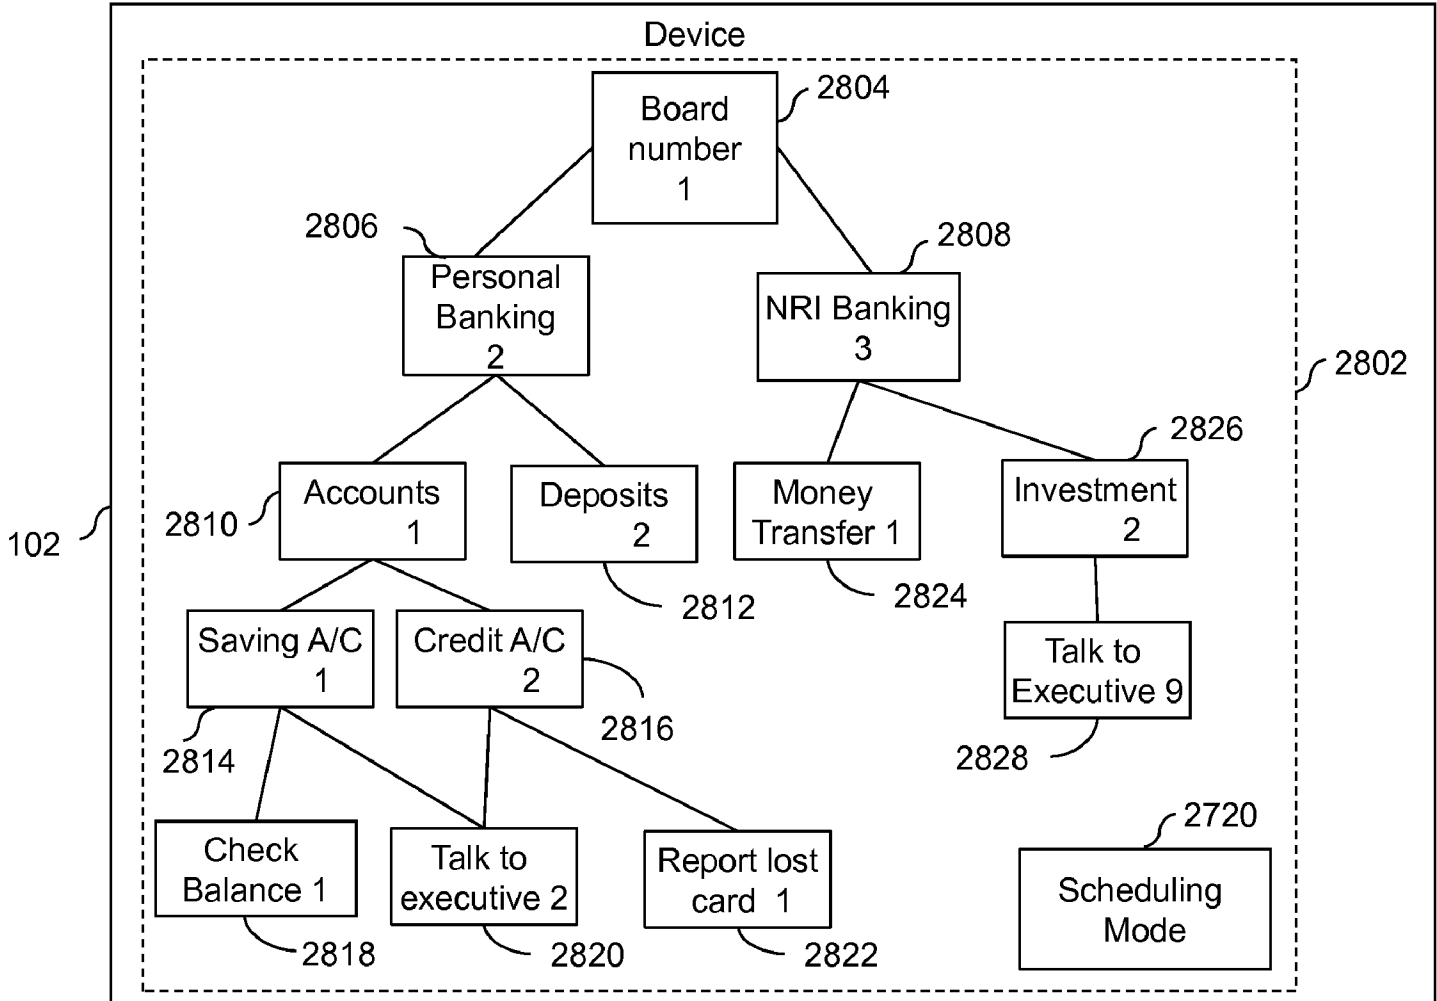 Device
2804
Board
number
1
2806
2808
Personal
Banking
2
NRI Banking
3
2802
2826
Accounts
1
2810
Deposits
2
Money
Transfer 1
Investment
2
102
2812
2824
Saving A/C
1
Credit A/C
2
Talk to
Executive 9
2814
2816
2828
2720
Check
Balance 1
Talk to
executive 2
Report lost
card 1
Scheduling
Mode
2818
2820
2822